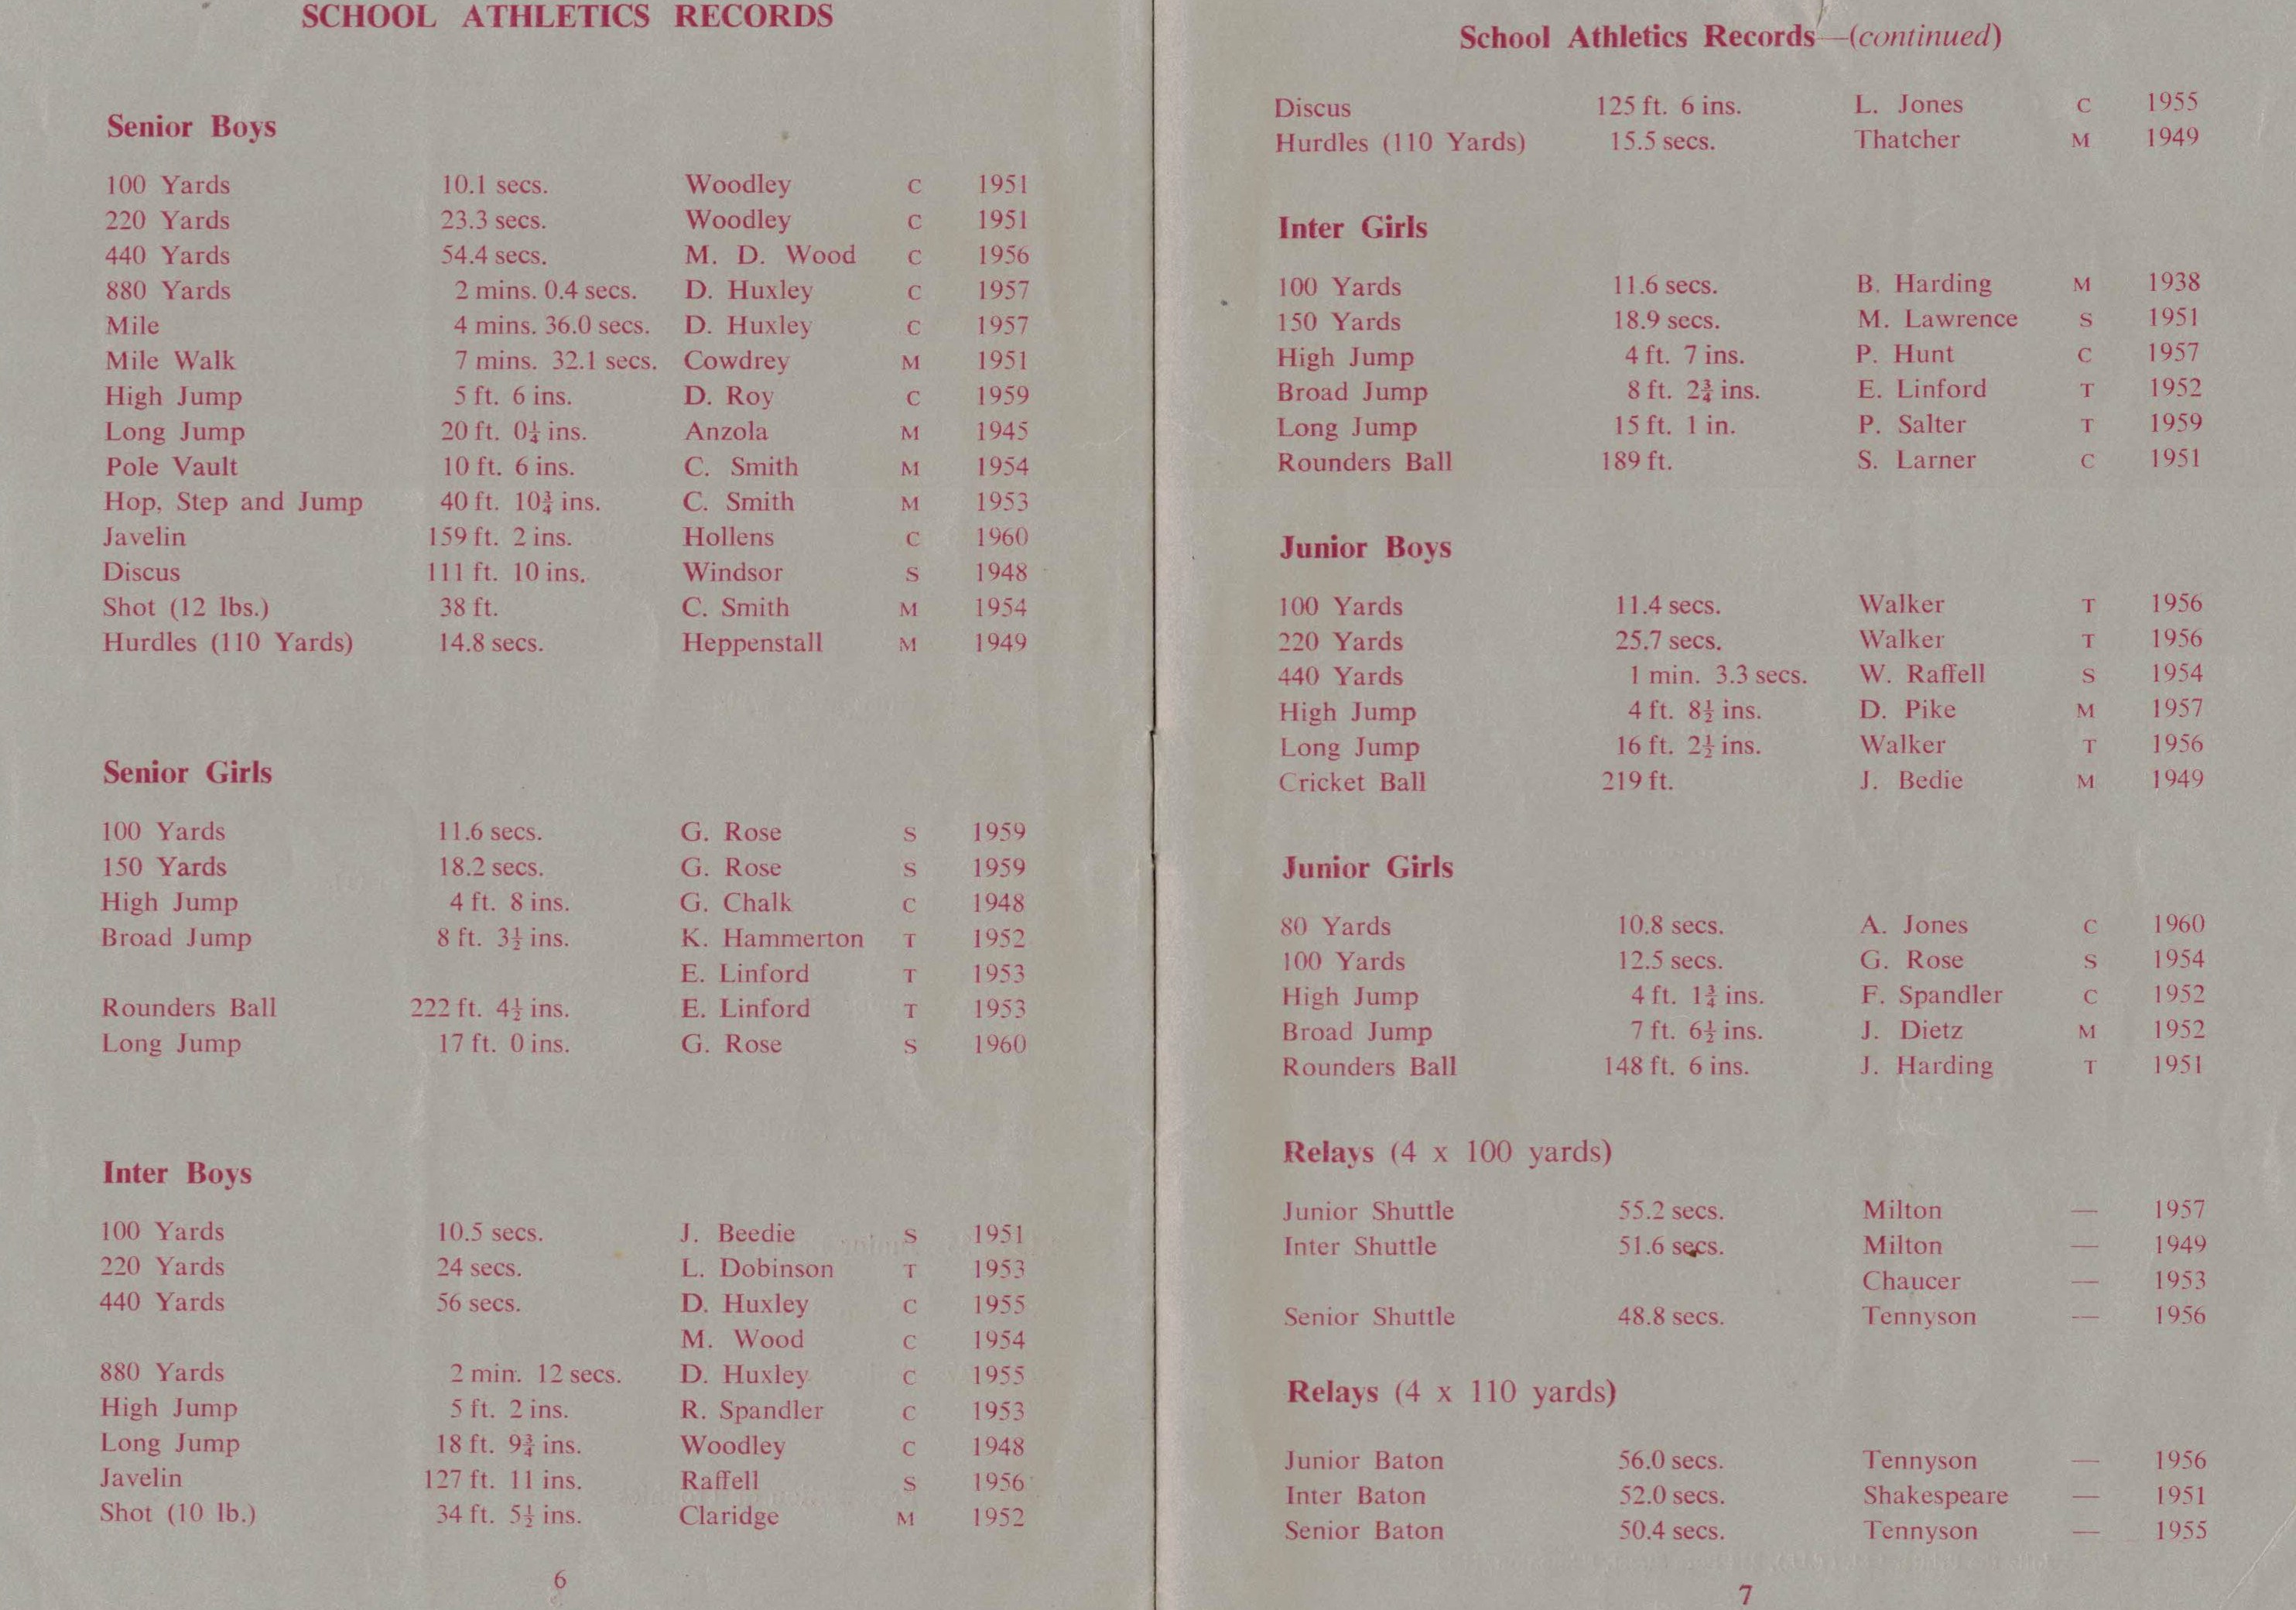 SCHOOL ATHLETICS RECORDS
Senior Boys
100 Yards 10.1 secs. Woodley C 1951
220 Yards 23.3 secs. Woodley C 1951
440 Yards 54.4 secs. M. D. Wood C 1956
880 Yards 2 mins. 0.4 secs. D. Huxley C 1957
Mile 4 mins. 36.0 secs. D. Huxley C 1957
Mile Walk 7 mins. 32.1 secs. Cowdrey M 1951
High Jump 5 ft. 6 ins. D. Roy C 1959
Long Jump 20 ft. 0¼ ins. Anzola M 1945
Pole Vault 10 ft. 6 ins. C. Smith M 1954
Hop, Step and Jump 40 ft. 10¾ ins. C. Smith M 1953
Javelin 159 ft. 2 ins. Hollens C 1960
Discus 111 ft. 10 ins. Windsor S 1948
Shot (12 lbs.) 38 ft. C. Smith M 1954
Hurdles (110 Yards) 14.8 secs. Heppenstall M 1949
Senior Girls
100 Yards 11.6 secs. G. Rose S 1959
150 Yards 18.2 secs. G. Rose S 1959
High Jump 4 ft. 8 ins. G. Chalk C 1948
Broad Jump 8 ft. 3½ ins. K. Hammerton T 1952
E. Linford T 1953
Rounders Ball 222 ft. 4½ ins. E. Linford T 1953
Long Jump 17 ft. 0 ins. G. Rose S 1960
Inter Boys
100 Yards 10.5 secs. J. Beedie S 1951
220 Yards 24 secs. L. Dobinson T 1953
440 Yards 56 secs. D. Huxley C 1955
M. Wood C 1954
880 Yards 2 min. 12 secs. D. Huxley C 1955
High Jump 5 ft. 2 ins. R. Spandler C 1953
Long Jump 18 ft. 9¾ ins. Woodley C 1948
Javelin 127 ft. 11 ins. Raffell S 1956
Shot (10 lb.) 34 ft. 5½ ins. Claridge M 1952
6
School Athletics Records—(continued)
Discus 125 ft. 6 ins. L. Jones C 1955
Hurdles (110 Yards) 15.5 secs. Thatcher M 1949
Inter Girls
100 Yards 11.6 secs. B. Harding M 1938
150 Yards 18.9 secs. M. Lawrence S 1951
High Jump 4 ft. 7 ins. P. Hunt C 1957
Broad Jump 8 ft. 2¾ ins. E. Linford T 1952
Long Jump 15 ft. 1 in. P. Salter T 1959
Rounders Ball 189 ft. S. Larner C 1951
Junior Boys
100 Yards 11.4 secs. Walker T 1956
220 Yards 25.7 secs. Walker T 1956
440 Yards 1 min. 3.3 secs. W. Raffell S 1954
High Jump 4 ft. 8½ ins. D. Pike M 1957
Long Jump 16 ft. 2½ ins. Walker T 1956
Cricket Ball 219 ft. J. Bedie M 1949
Junior Girls
80 Yards 10.8 secs. A. Jones C 1960
100 Yards 12.5 secs. G. Rose S 1954
High Jump 4 ft. 1¾ ins. F. Spandler C 1952
Broad Jump 7 ft. 6½ ins. J. Dietz M 1952
Rounders Ball 148 ft. 6 ins. J. Harding T 1951
Relays (4 x 100 yards)
Junior Shuttle 55.2 secs. Milton — 1957
Inter Shuttle 51.6 secs. Milton — 1949
Chaucer — 1953
Senior Shuttle 48.8 secs. Tennyson — 1956
Relays (4 x 110 yards)
Junior Baton 56.0 secs. Tennyson — 1956
Inter Baton 52.0 secs. Shakespeare — 1951
Senior Baton 50.4 secs. Tennyson — 1955
7